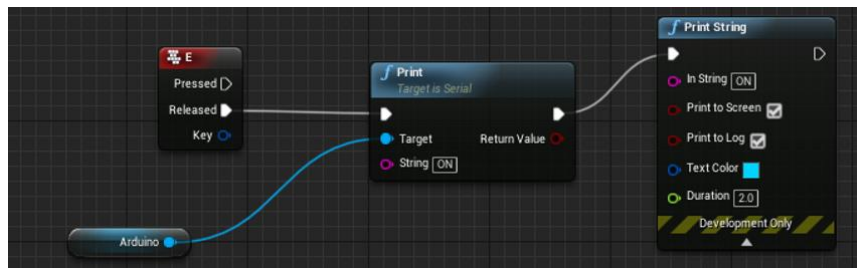 E
Pressed
Released
Key
Arduino
Print
Target is Serial
Target
Return Value
String ON
Print String
In String ON
Print to Screen
Print to Log
Text Color
Duration 2.0
Development Only